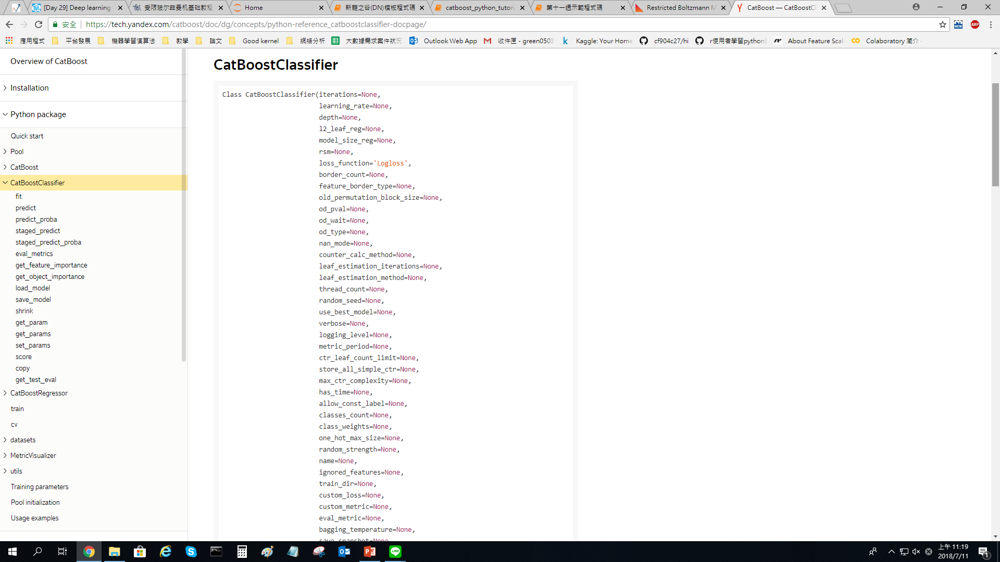 [Day 29] Deep learning
受限玻尔兹曼机基础教程
Home
新龍之谷(DN)模板程式碼
catboost_python_tutori
第十一週示範程式碼
Restricted Boltzmann M
CatBoost — CatBoostCl
安全
https://tech.yandex.com/catboost/doc/dg/concepts/python-reference_catboostclassifier-docpage/
NEW
ABP
應用程式
平台發展
機器學習演算法
教學
論文
Good kernel
網絡分析
大數據需求案件狀況
Outlook Web App
收件匣 - green0503
Kaggle: Your Home
cf904c27/hi
r使用者學習python
About Feature Scali
Colaboratory 简介 -
Overview of CatBoost
Installation
Python package
Quick start
Pool
CatBoost
CatBoostClassifier
fit
predict
predict_proba
staged_predict
staged_predict_proba
eval_metrics
get_feature_importance
get_object_importance
load_model
save_model
shrink
get_param
get_params
set_params
score
copy
get_test_eval
CatBoostRegressor
train
cv
datasets
MetricVisualizer
utils
Training parameters
Pool initialization
Usage examples
CatBoostClassifier
Class CatBoostClassifier(iterations=None,
learning_rate=None,
depth=None,
l2_leaf_reg=None,
model_size_reg=None,
rsm=None,
loss_function='Logloss',
border_count=None,
feature_border_type=None,
old_permutation_block_size=None,
od_pval=None,
od_wait=None,
od_type=None,
nan_mode=None,
counter_calc_method=None,
leaf_estimation_iterations=None,
leaf_estimation_method=None,
thread_count=None,
random_seed=None,
use_best_model=None,
verbose=None,
logging_level=None,
metric_period=None,
ctr_leaf_count_limit=None,
store_all_simple_ctr=None,
max_ctr_complexity=None,
has_time=None,
allow_const_label=None,
classes_count=None,
class_weights=None,
one_hot_max_size=None,
random_strength=None,
name=None,
ignored_features=None,
train_dir=None,
custom_loss=None,
custom_metric=None,
eval_metric=None,
bagging_temperature=None,
save_snapshot=None
上午 11:19
2018/7/11
1